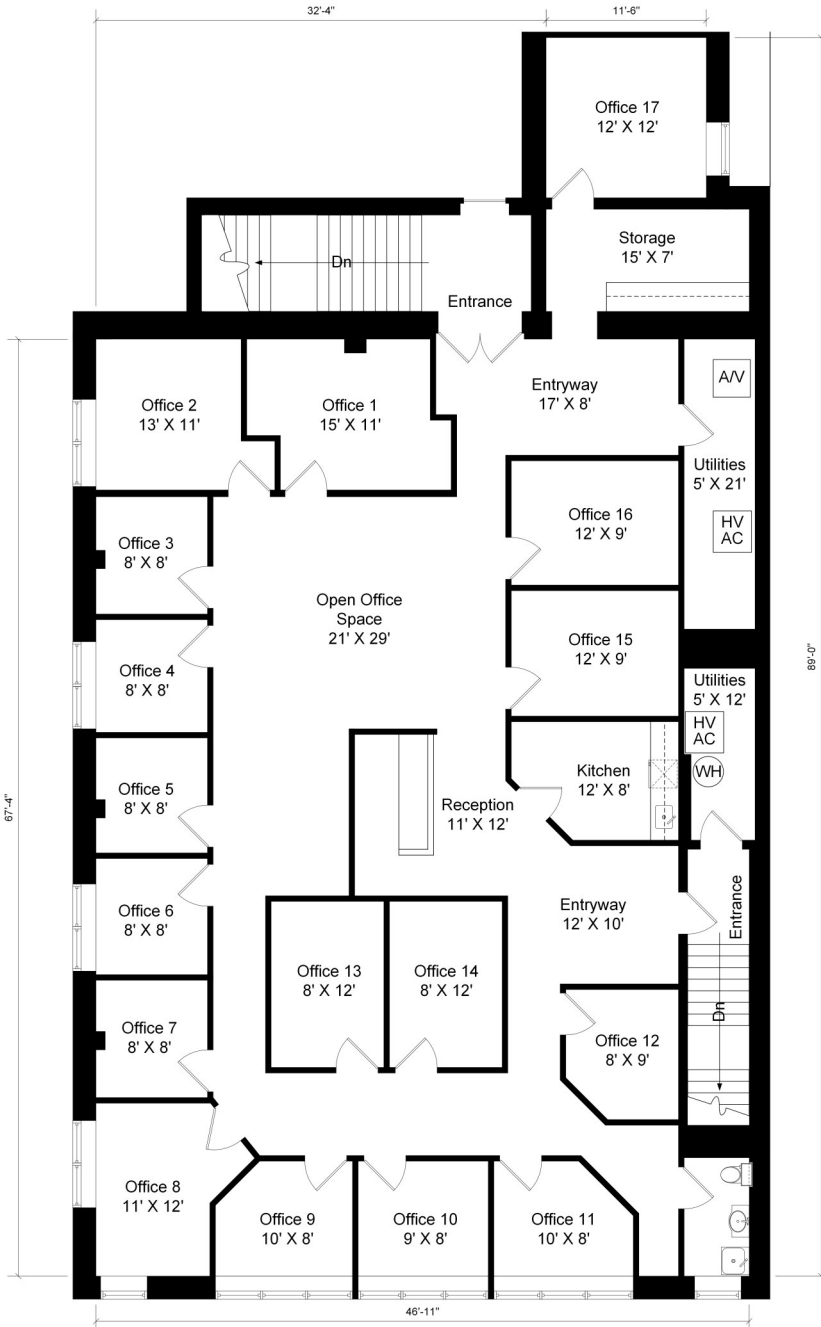 32'-4"
11'-6"
Office 17
12' X 12'
Storage
15' X 7'
Dn
Entrance
Entryway
17' X 8'
A/V
Office 2
13' X 11'
Office 1
15' X 11'
Utilities
5' X 21'
HV
AC
Office 16
12' X 9'
Office 3
8' X 8'
Open Office
Space
21' X 29'
Office 15
12' X 9'
89'-0"
Office 4
8' X 8'
Utilities
5' X 12'
HV
AC
WH
Kitchen
12' X 8'
Office 5
8' X 8'
Reception
11' X 12'
67'-4"
Office 6
8' X 8'
Entryway
12' X 10'
Entrance
Office 13
8' X 12'
Office 14
8' X 12'
Dn
Office 7
8' X 8'
Office 12
8' X 9'
Office 8
11' X 12'
Office 9
10' X 8'
Office 10
9' X 8'
Office 11
10' X 8'
46'-11"